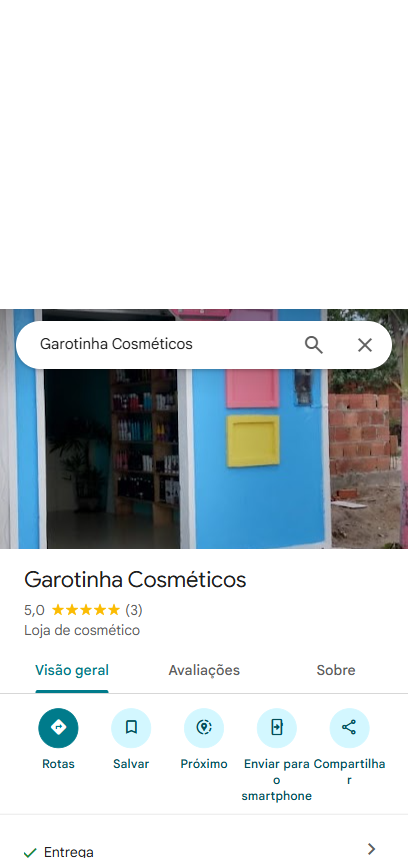 Garotinha Cosméticos
Garotinha Cosméticos
5,0 (3)
Loja de cosmético
Visão geral Avaliações Sobre
Rotas Salvar Próximo Enviar para o smartphone Compartilhar
Entrega